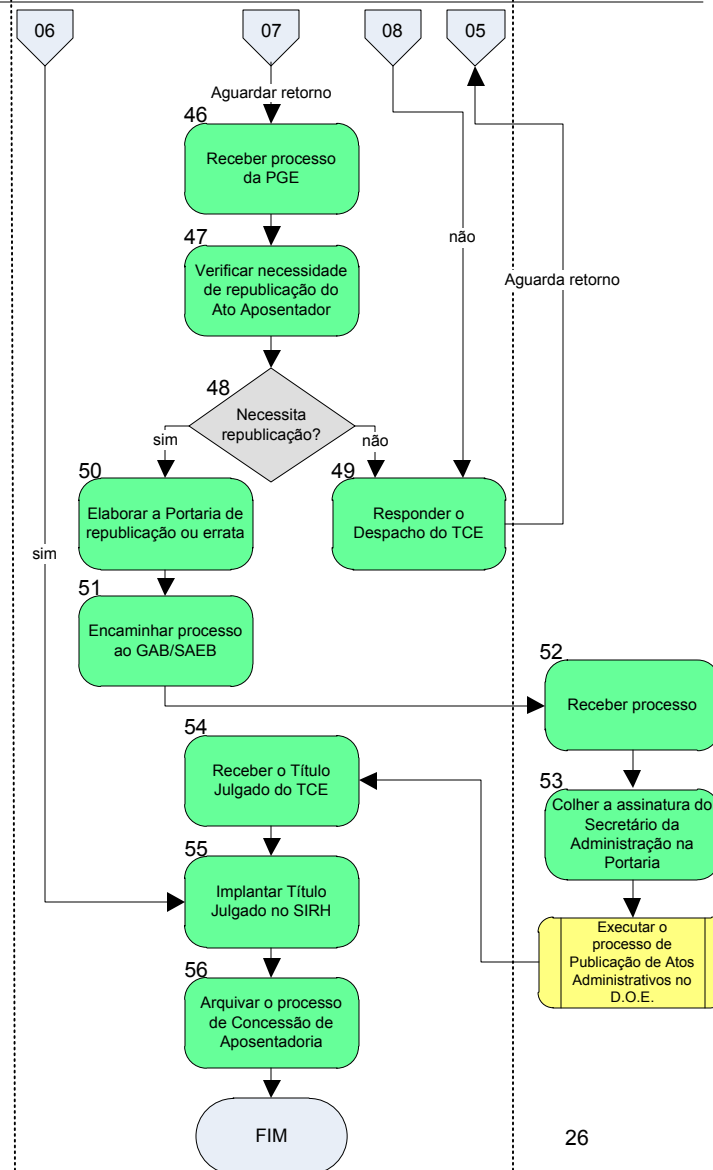 06
07
08
05
Aguardar retorno
46
Receber processo
da PGE
não
47
Verificar necessidade
de republicação do
Ato Aposentador
Aguarda retorno
48
Necessita
republicação?
sim
não
50
Elaborar a Portaria de
republicação ou errata
49
Responder o
Despacho do TCE
sim
51
Encaminhar processo
ao GAB/SAEB
52
Receber processo
54
Receber o Título
Julgado do TCE
53
Colher a assinatura do
Secretário da
Administração na
Portaria
55
Implantar Título
Julgado no SIRH
Executar o
processo de
Publicação de Atos
Administrativos no
D.O.E.
56
Arquivar o processo
de Concessão de
Aposentadoria
FIM
26